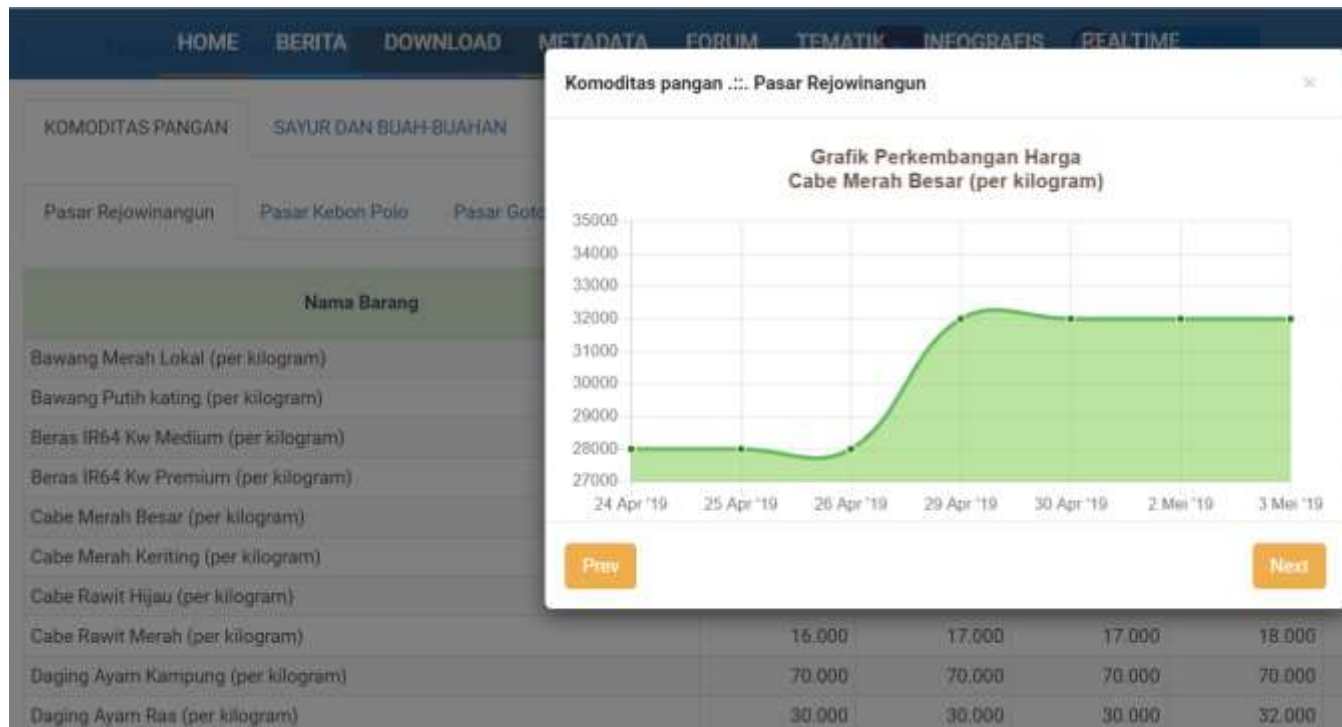 HOME BERITA DOWNLOAD METADATA FORUM TEMATIK INFOGRAFIS REALTIME
KOMODITAS PANGAN SAYUR DAN BUAH-BUAHAN
Pasar Rejowinangun Pasar Kebon Polo Pasar Goto
Nama Barang
Bawang Merah Lokal (per kilogram)
Bawang Putih kating (per kilogram)
Beras IR64 Kw Medium (per kilogram)
Beras IR64 Kw Premium (per kilogram)
Cabe Merah Besar (per kilogram)
Cabe Merah Keriting (per kilogram)
Cabe Rawit Hijau (per kilogram)
Cabe Rawit Merah (per kilogram) 16.000 17.000 17.000 18.000
Daging Ayam Kampung (per kilogram) 70.000 70.000 70.000 70.000
Daging Ayam Ras (per kilogram) 30.000 30.000 30.000 32.000
Komoditas pangan .::. Pasar Rejowinangun ×
Grafik Perkembangan Harga
Cabe Merah Besar (per kilogram)
35000
34000
33000
32000
31000
30000
29000
28000
27000
24 Apr '19 25 Apr '19 26 Apr '19 29 Apr '19 30 Apr '19 2 Mei '19 3 Mei '19
Prev Next